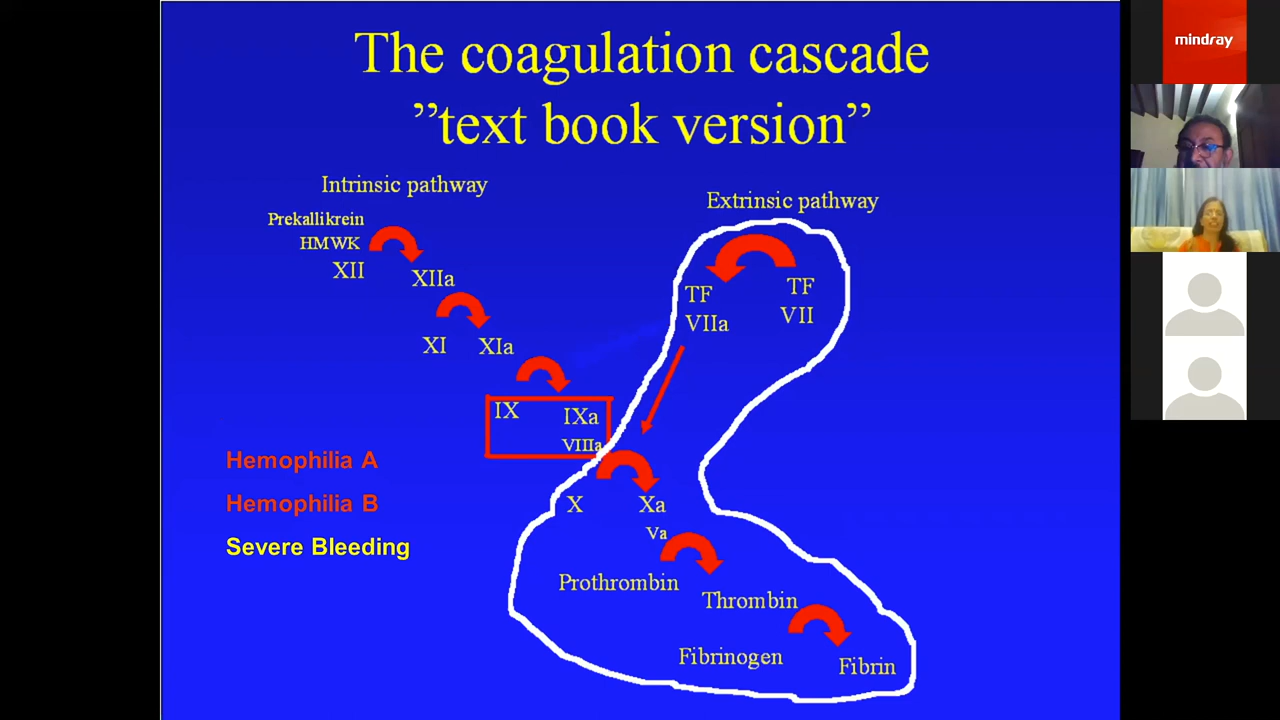 The coagulation cascade
”text book version”
Intrinsic pathway
Extrinsic pathway
Prekallikrein
HMWK
XII
XIIa
XI
XIa
IX
IXa
VIIIa
TF
VIIa
TF
VII
X
Xa
Va
Prothrombin
Thrombin
Fibrinogen
Fibrin
Hemophilia A
Hemophilia B
Severe Bleeding
mindray